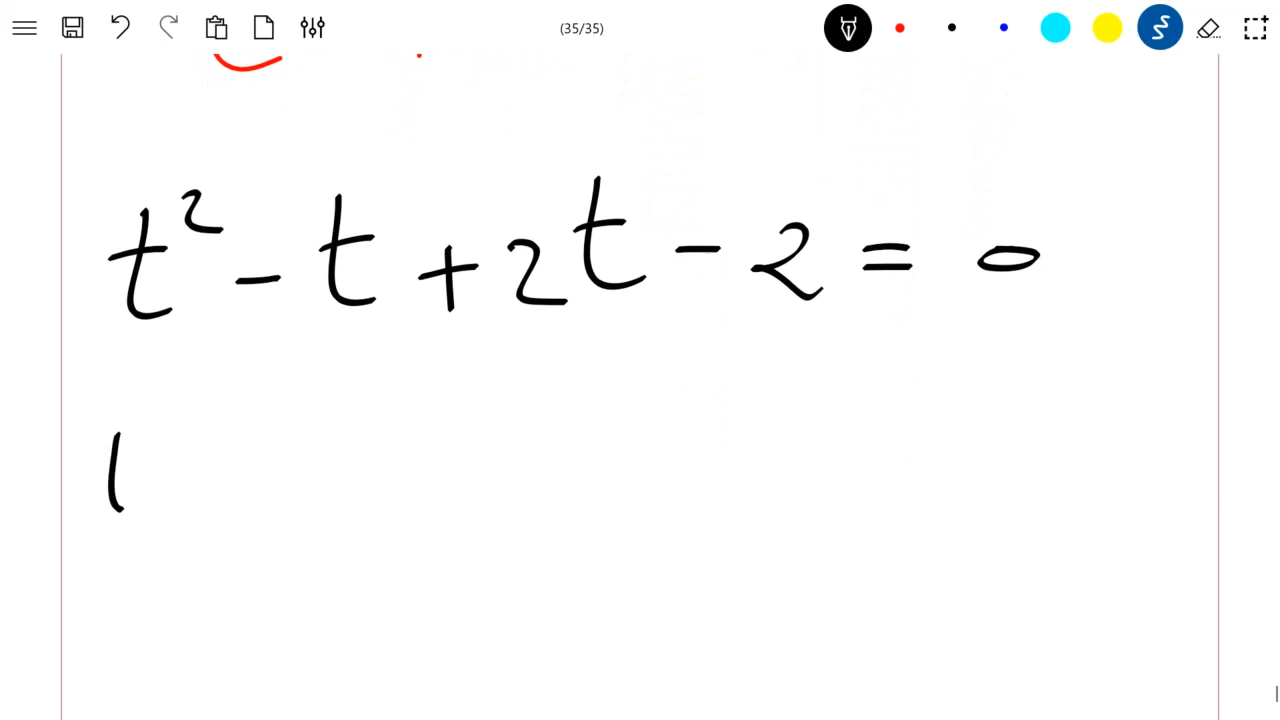 (35/35)
t² - t + 2t - 2 = 0
(